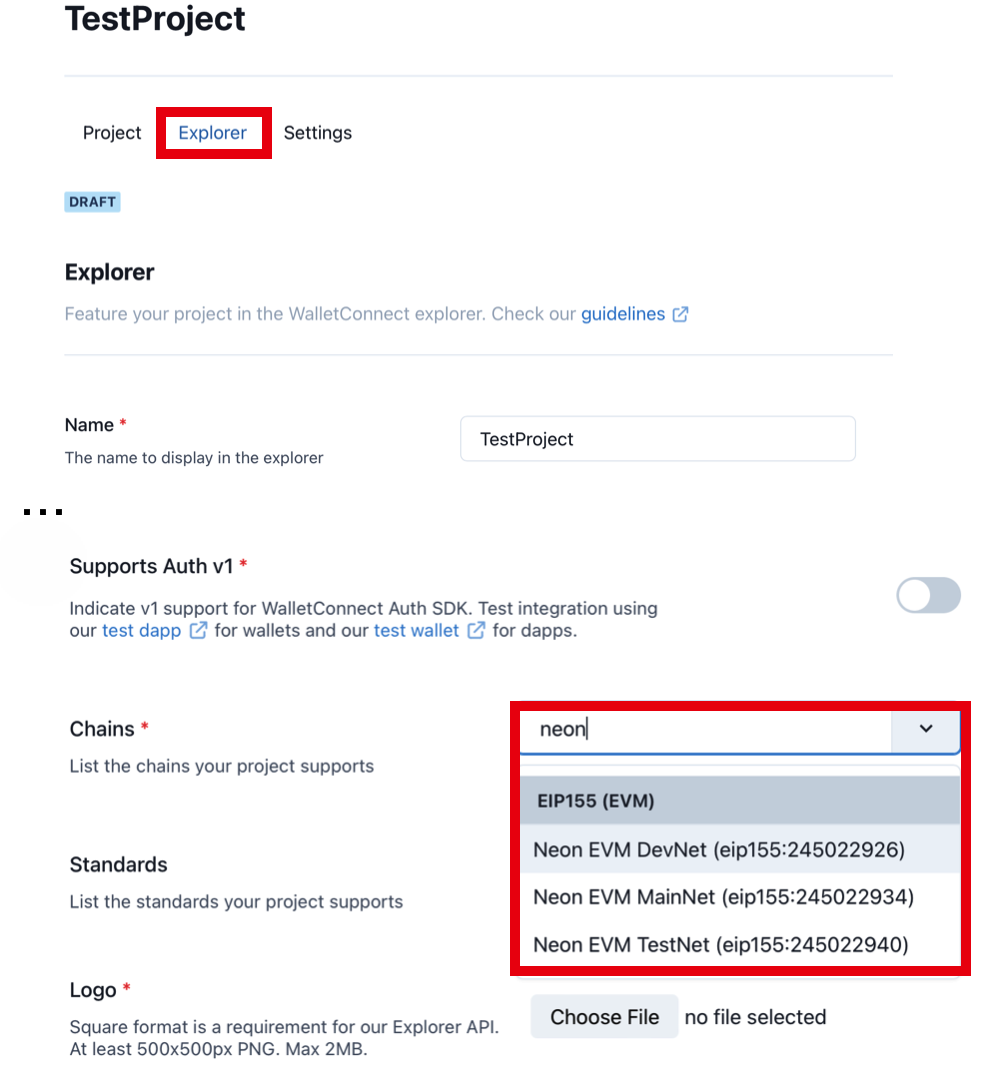 TestProject
Project Explorer Settings
DRAFT
Explorer
Feature your project in the WalletConnect explorer. Check our guidelines
Name *
TestProject
The name to display in the explorer
...
Supports Auth v1 *
Indicate v1 support for WalletConnect Auth SDK. Test integration using
our test dapp for wallets and our test wallet for dapps.
Chains *
neon
List the chains your project supports
EIP155 (EVM)
Neon EVM DevNet (eip155:245022926)
Neon EVM MainNet (eip155:245022934)
Neon EVM TestNet (eip155:245022940)
Standards
List the standards your project supports
Logo *
Square format is a requirement for our Explorer API.
At least 500x500px PNG. Max 2MB.
Choose File no file selected